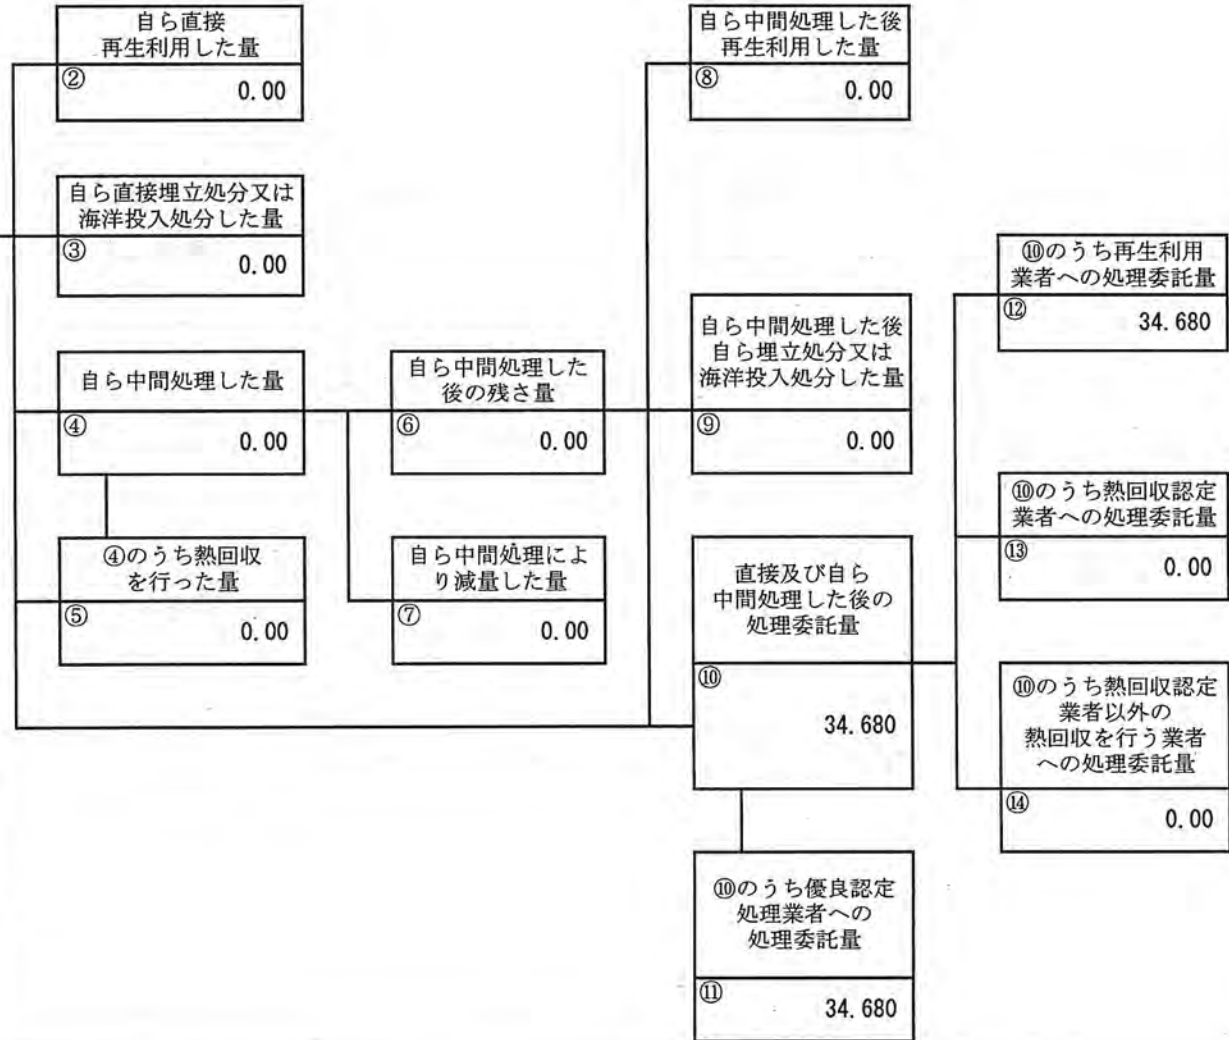 自ら直接
再生利用した量
② 0.00
自ら直接埋立処分又は
海洋投入処分した量
③ 0.00
自ら中間処理した量
④ 0.00
④のうち熱回収
を行った量
⑤ 0.00
自ら中間処理した
後の残さ量
⑥ 0.00
自ら中間処理によ
り減量した量
⑦ 0.00
自ら中間処理した後
再生利用した量
⑧ 0.00
自ら中間処理した後
自ら埋立処分又は
海洋投入処分した量
⑨ 0.00
直接及び自ら
中間処理した後の
処理委託量
⑩
34.680
⑩のうち優良認定
処理業者への
処理委託量
⑪ 34.680
⑩のうち再生利用
業者への処理委託量
⑫ 34.680
⑩のうち熱回収認定
業者への処理委託量
⑬ 0.00
⑩のうち熱回収認定
業者以外の
熱回収を行う業者
への処理委託量
⑭ 0.00